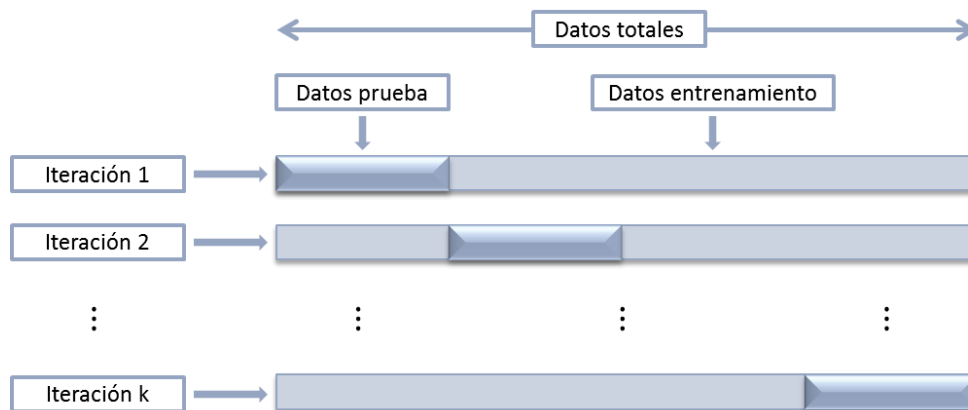 Datos totales
Datos prueba
Datos entrenamiento
Iteración 1
Iteración 2
Iteración k